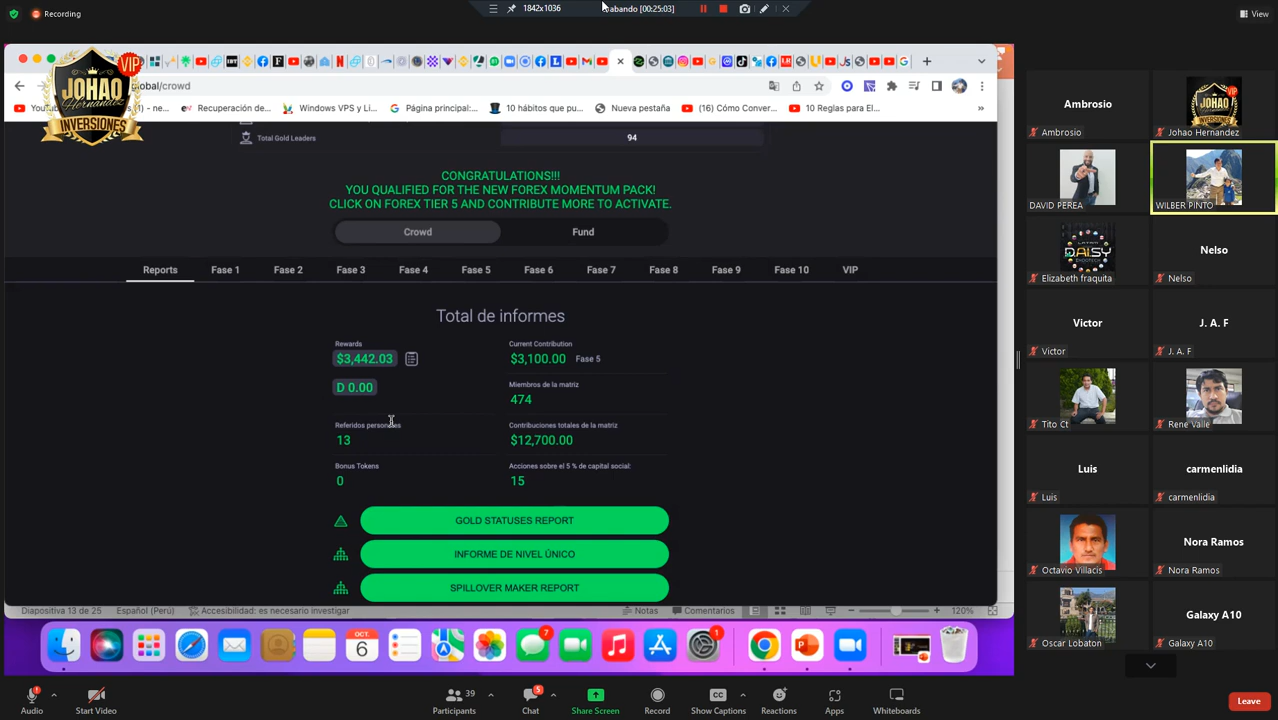 Recording
1842x1036
abando [00:25:03]
View
JOHAO
VIP
Hernández
INVERSIONES
global/crowd
Recuperación de...
Windows VPS y Li...
Página principal:...
10 hábitos que pu...
Nueva pestaña
(16) Cómo Conver...
10 Reglas para El...
»
Total Gold Leaders
94
CONGRATULATIONS!!!
YOU QUALIFIED FOR THE NEW FOREX MOMENTUM PACK!
CLICK ON FOREX TIER 5 AND CONTRIBUTE MORE TO ACTIVATE.
Crowd
Fund
Reports
Fase 1
Fase 2
Fase 3
Fase 4
Fase 5
Fase 6
Fase 7
Fase 8
Fase 9
Fase 10
VIP
Total de informes
Rewards
$3,442.03
D 0.00
Current Contribution
$3,100.00 Fase 5
Miembros de la matriz
474
Referidos personales
13
Contribuciones totales de la matriz
$12,700.00
Bonus Tokens
0
Acciones sobre el 5 % de capital social:
15
GOLD STATUSES REPORT
INFORME DE NIVEL ÚNICO
SPILLOVER MAKER REPORT
Diapositiva 13 de 25
Español (Peru)
Accesibilidad: es necesario investigar
Notas
Comentarios
120%
OCT.
6
7
1
Ambrosio
Ambrosio
Johao Hernández
DAVID PEREA
WILBER PINTO
DAISY
Elizabeth fraquita
Nelso
Nelso
Victor
Victor
J. A. F
J. A. F
Tito Ct
Rene Valle
Luis
Luis
carmenlidia
carmenlidia
Octavio Villacis
Nora Ramos
Nora Ramos
Oscar Lobaton
Galaxy A10
Galaxy A10
Audio
Start Video
Participants
39
Chat
5
Share Screen
Record
Show Captions
Reactions
Apps
Whiteboards
Leave